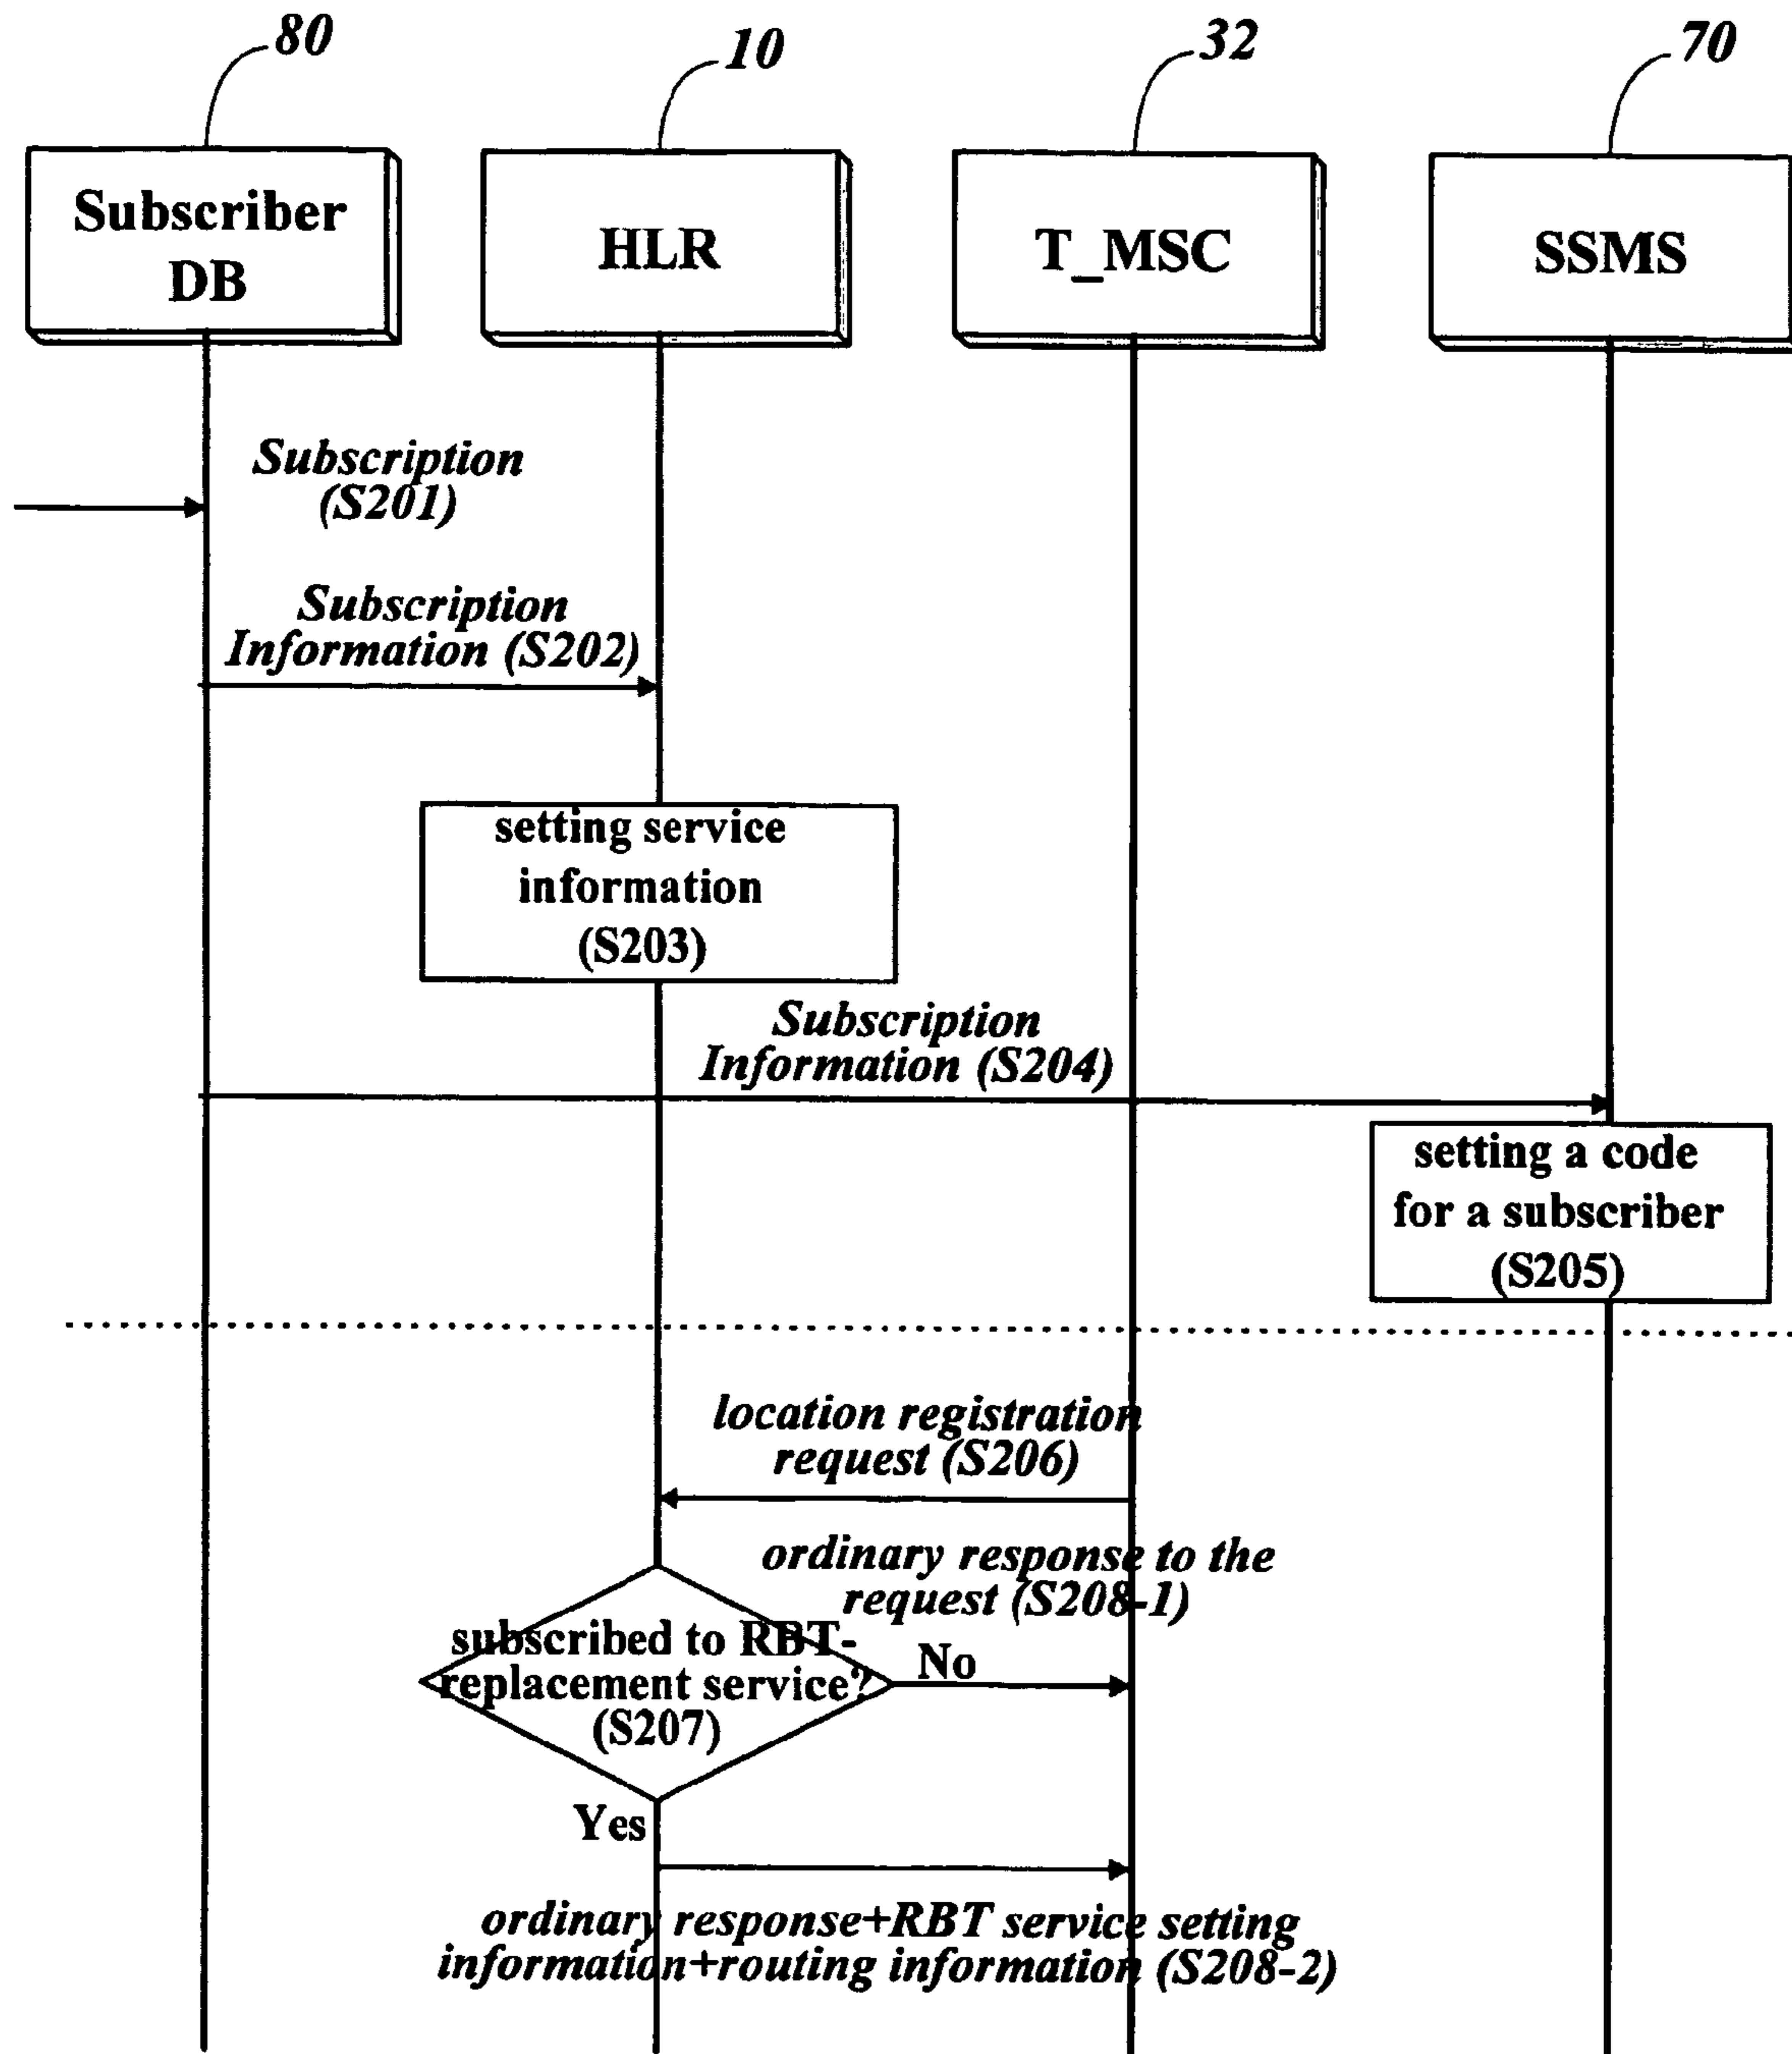 80
10
32
70
Subscriber
DB
HLR
T_MSC
SSMS
Subscription
(S201)
Subscription
Information (S202)
setting service
information
(S203)
Subscription
Information (S204)
setting a code
for a subscriber
(S205)
location registration
request (S206)
ordinary response to the
request (S208-1)
subscribed to RBT-
replacement service?
(S207)
No
Yes
ordinary response+RBT service setting
information+routing information (S208-2)